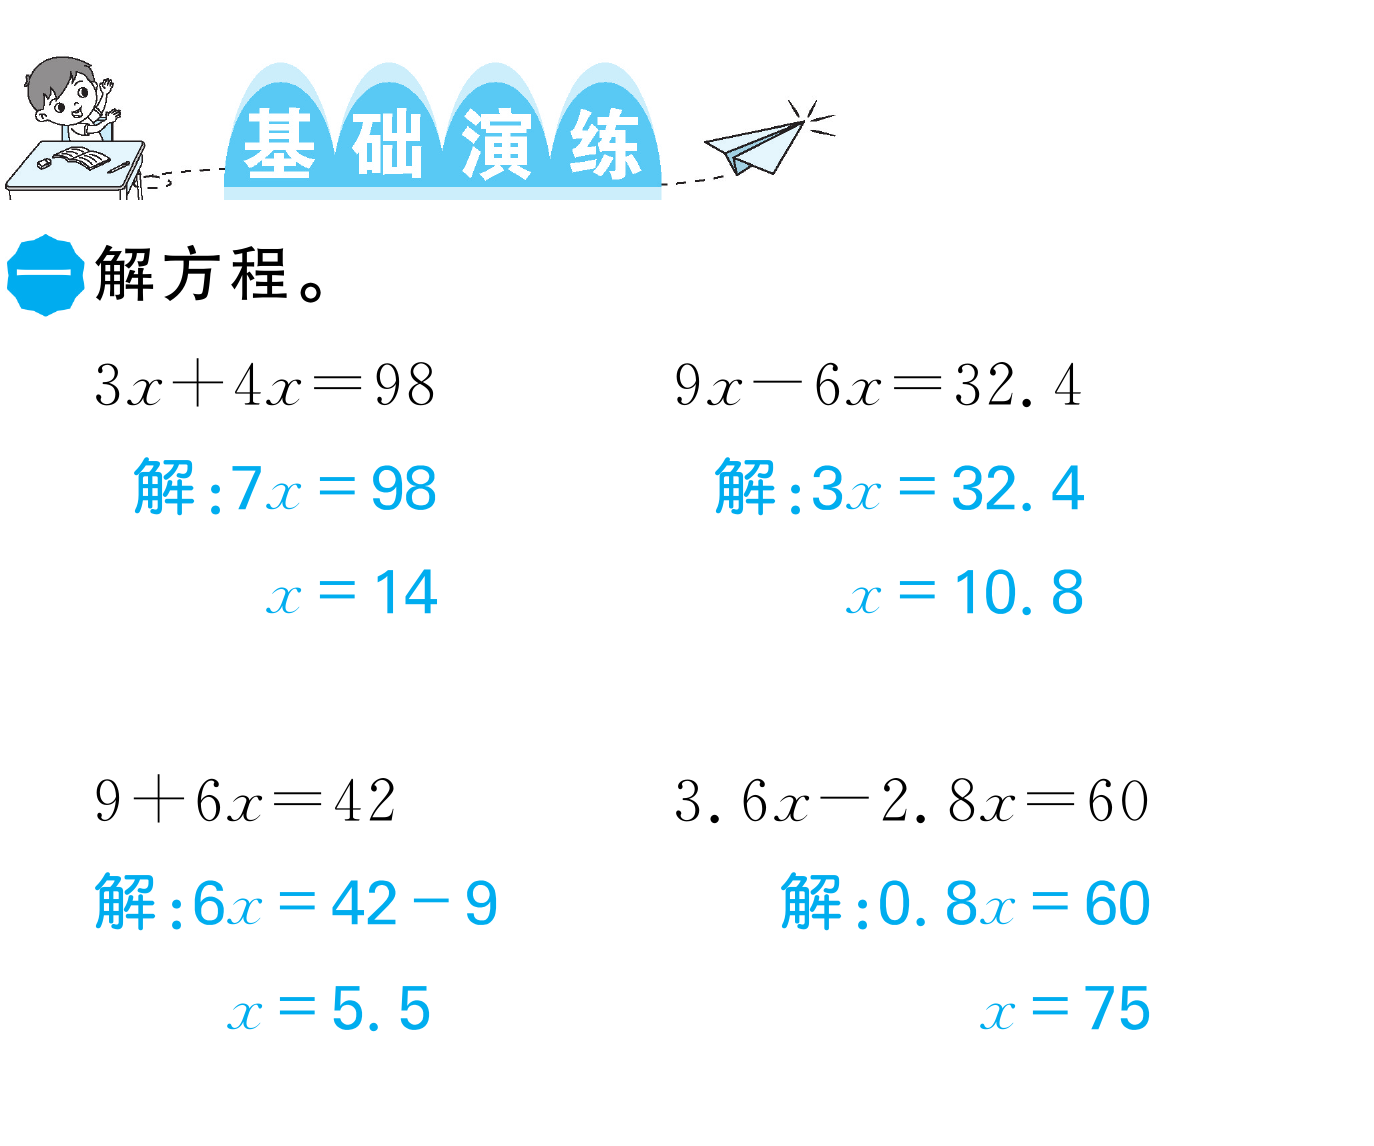 基础演练
一 解方程。
3x+4x=98
9x-6x=32.4
解:7x=98
解:3x=32.4
x=14
x=10.8
9+6x=42
3.6x-2.8x=60
解:6x=42-9
解:0.8x=60
x=5.5
x=75